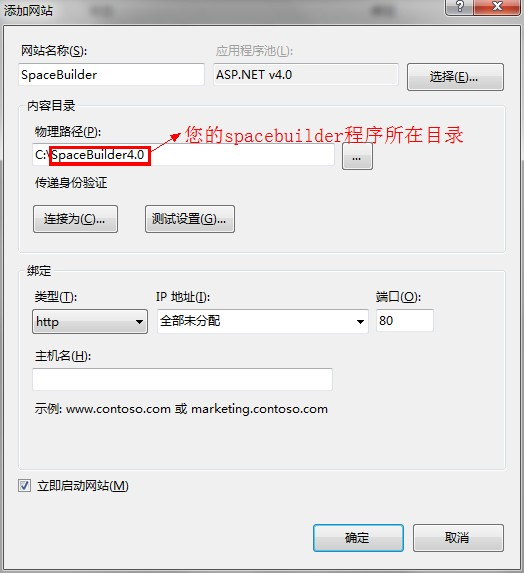 添加网站
网站名称(S):
应用程序池(L):
SpaceBuilder
ASP.NET v4.0
选择(E)...
内容目录
物理路径(P):
您的spacebuilder程序所在目录
C:\SpaceBuilder4.0
...
传递身份验证
连接为(C)...
测试设置(G)...
绑定
类型(T):
IP 地址(I):
端口(O):
http
全部未分配
80
主机名(H):
示例: www.contoso.com 或 marketing.contoso.com
立即启动网站(M)
确定
取消